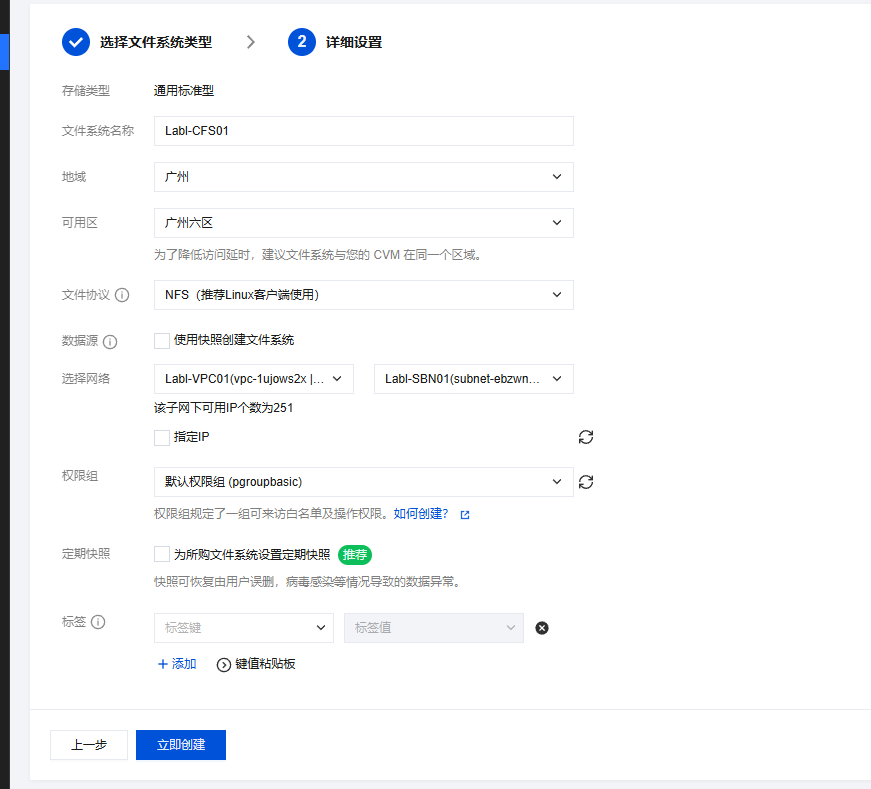 选择文件系统类型 2 详细设置
存储类型 通用标准型
文件系统名称 Labl-CFS01
地域 广州
可用区 广州六区
为了降低访问延时，建议文件系统与您的 CVM 在同一个区域。
文件协议 NFS（推荐Linux客户端使用）
数据源 使用快照创建文件系统
选择网络 Labl-VPC01(vpc-1ujows2x |... Labl-SBN01(subnet-ebzwn...
该子网下可用IP个数为251
指定IP
权限组 默认权限组 (pgroupbasic)
权限组规定了一组可来访白名单及操作权限。如何创建？
定期快照 为所购文件系统设置定期快照 推荐
快照可恢复由用户误删，病毒感染等情况导致的数据异常。
标签 标签键 标签值
+ 添加 键值粘贴板
上一步 立即创建